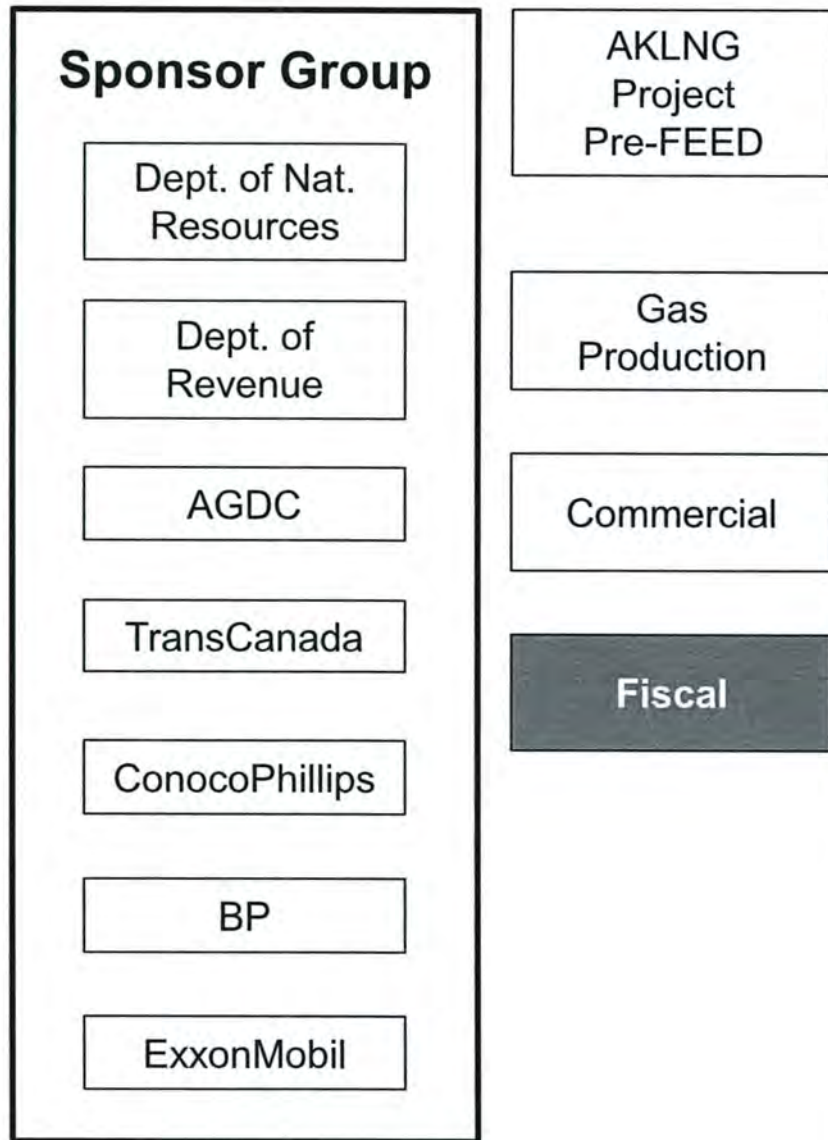 Sponsor Group
Dept. of Nat.
Resources
Dept. of
Revenue
AGDC
TransCanada
ConocoPhillips
BP
ExxonMobil
AKLNG
Project
Pre-FEED
Gas
Production
Commercial
Fiscal